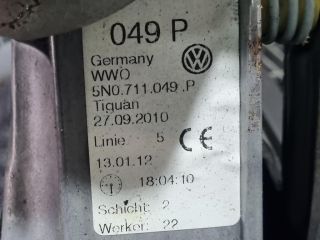 049 P
Germany
WWO
5N0.711.049 .P
Tiguan
27.09.2010
Linie 5 CE
13.01.12
18:04:10
Schicht: 2
Werker: 22